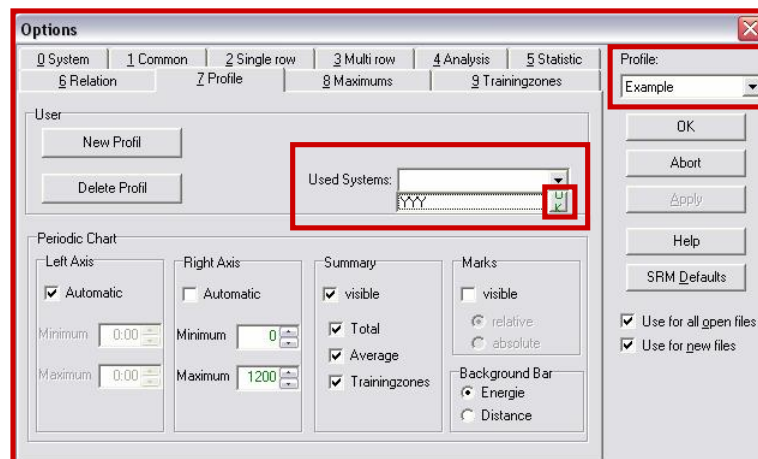 Options
0 System 1 Common 2 Single row 3 Multi row 4 Analysis 5 Statistic
6 Relation 7 Profile 8 Maximums 9 Trainingzones
Profile:
Example
User
New Profil
Delete Profil
Used Systems:
YYY
OK
Abort
Apply
Help
SRM Defaults
Use for all open files
Use for new files
Periodic Chart
Left Axis
Automatic
Minimum 0:00
Maximum 0:00
Right Axis
Automatic
Minimum 0
Maximum 1200
Summary
visible
Total
Average
Trainingzones
Marks
visible
relative
absolute
Background Bar
Energie
Distance